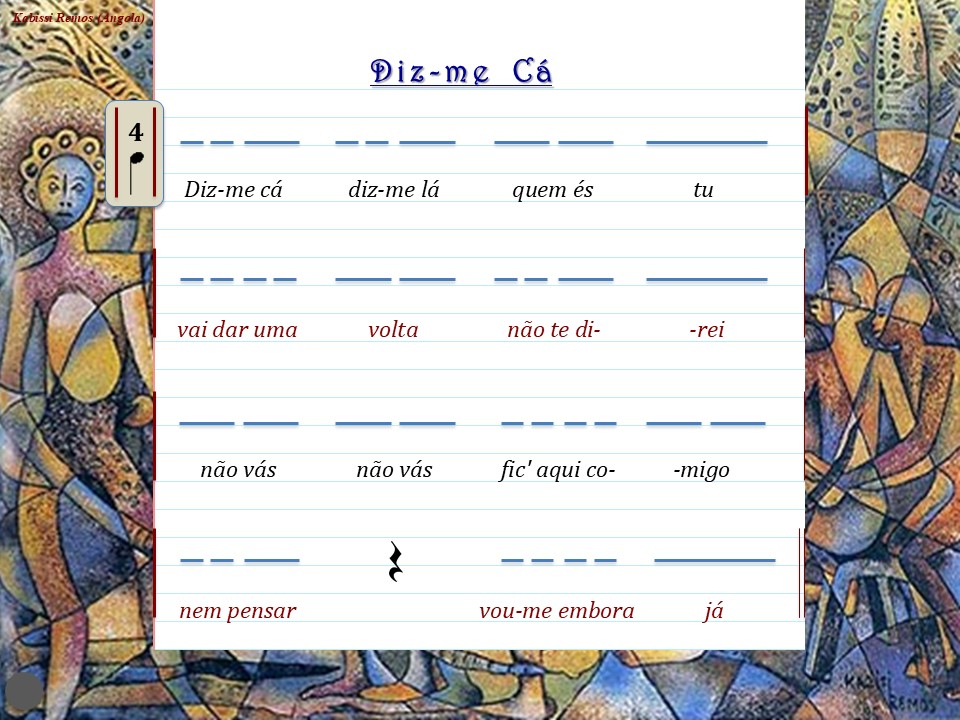 Kabissi Remos (Angola)
Diz-me Cá
4
Diz-me cá diz-me lá quem és tu
vai dar uma volta não te di- -rei
não vás não vás fic' aqui co- -migo
nem pensar vou-me embora já
KABISI
REMOS